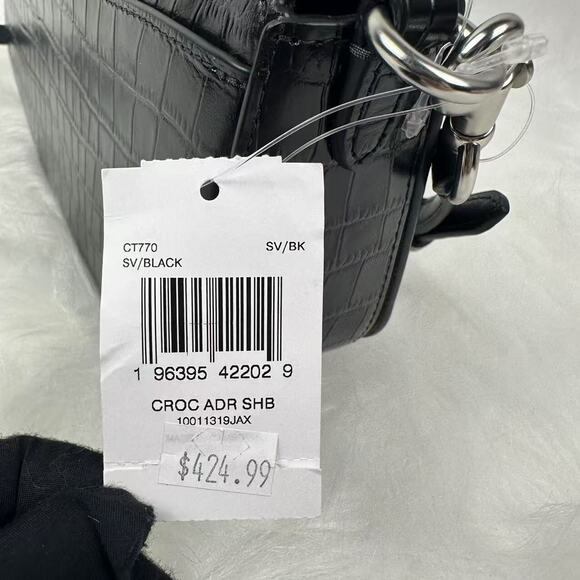 CT770 SV/BK
SV/BLACK
1 96395 42202 9
CROC ADR SHB
10011319JAX
$424.99